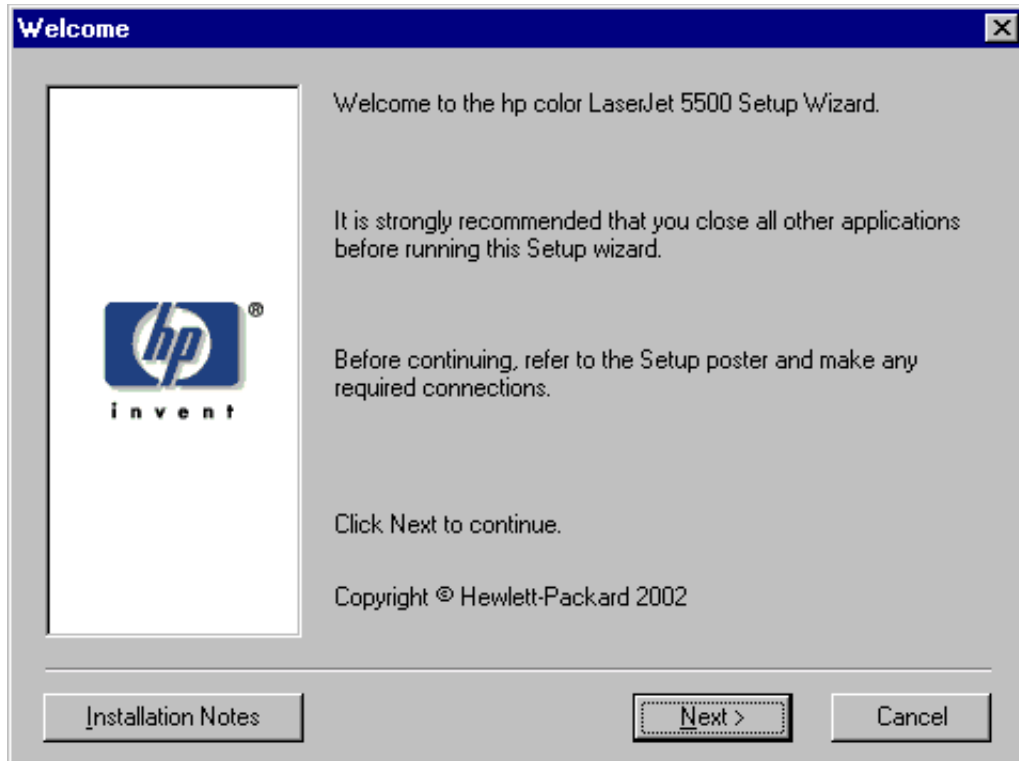 Welcome
Welcome to the hp color LaserJet 5500 Setup Wizard.
It is strongly recommended that you close all other applications
before running this Setup wizard.
hp ®
invent
Before continuing, refer to the Setup poster and make any
required connections.
Click Next to continue.
Copyright © Hewlett-Packard 2002
Installation Notes
Next >
Cancel